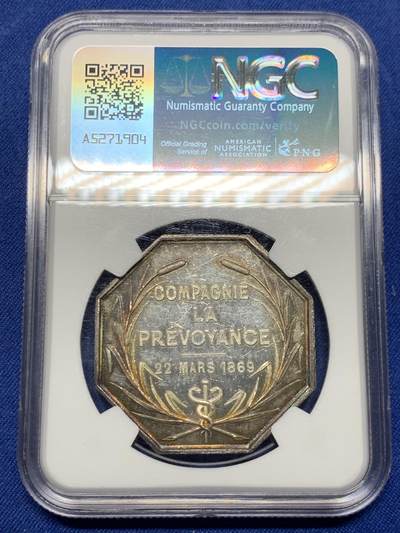 NGC
Numismatic Guaranty Company
NGCcoin.com/verify
A5271904
Official Grading
Service of
AMERICAN
NUMISMATIC
ASSOCIATION
PNG
COMPAGNIE
LA
PRÉVOYANCE
22 MARS 1869